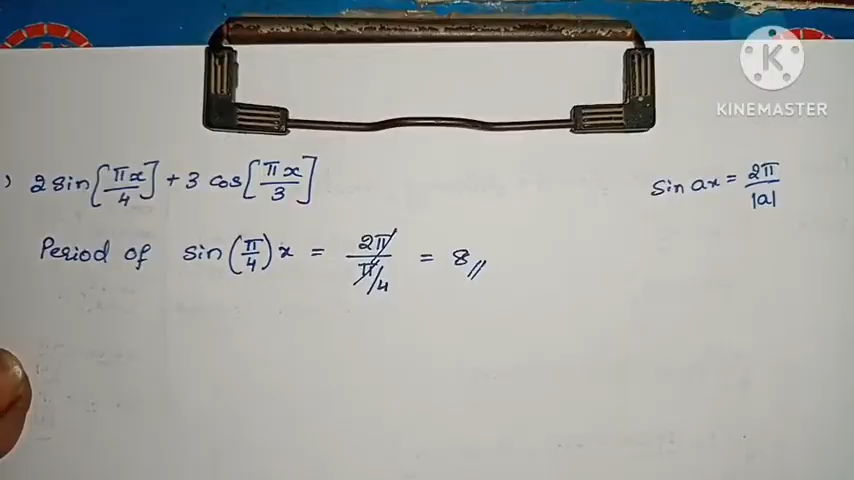 ) 2 sin[πx/4] + 3 cos[πx/3]
sin ax = 2π/|a|
Period of sin(π/4)x = 2π/π/4 = 8//
K
KINEMASTER